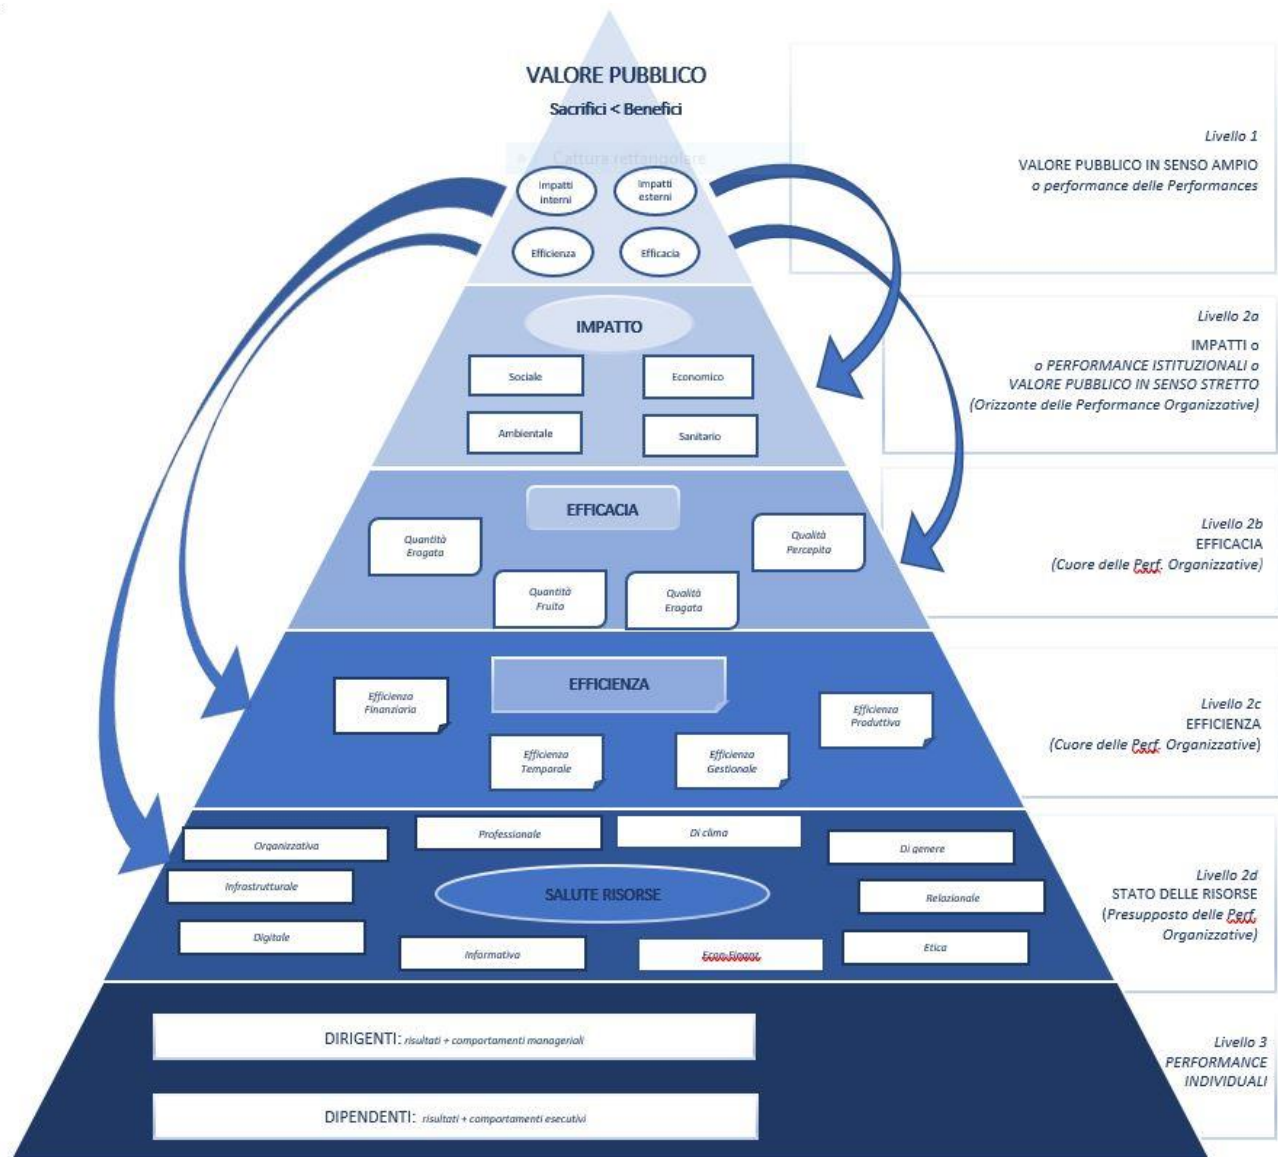 VALORE PUBBLICO
Sacrifici < Benefici
Cattura rettangolare
Impatti
interni
Impatti
esterni
Efficienza
Efficacia
Livello 1
VALORE PUBBLICO IN SENSO AMPIO
o performance delle Performances
IMPATTO
Sociale
Economico
Ambientale
Sanitario
Livello 2a
IMPATTI o
o PERFORMANCE ISTITUZIONALI o
VALORE PUBBLICO IN SENSO STRETTO
(Orizzonte delle Performance Organizzative)
EFFICACIA
Quantità
Erogata
Quantità
Fruita
Qualità
Erogata
Qualità
Percepita
Livello 2b
EFFICACIA
(Cuore delle Perf. Organizzative)
EFFICIENZA
Efficienza
Finanziaria
Efficienza
Temporale
Efficienza
Gestionale
Efficienza
Produttiva
Livello 2c
EFFICIENZA
(Cuore delle Perf. Organizzative)
Organizzativa
Professionale
Di clima
Di genere
Infrastrutturale
SALUTE RISORSE
Relazionale
Digitale
Informativa
Econ-Finanz
Etica
Livello 2d
STATO DELLE RISORSE
(Presupposto delle Perf.
Organizzative)
DIRIGENTI: risultati + comportamenti manageriali
DIPENDENTI: risultati + comportamenti esecutivi
Livello 3
PERFORMANCE
INDIVIDUALI